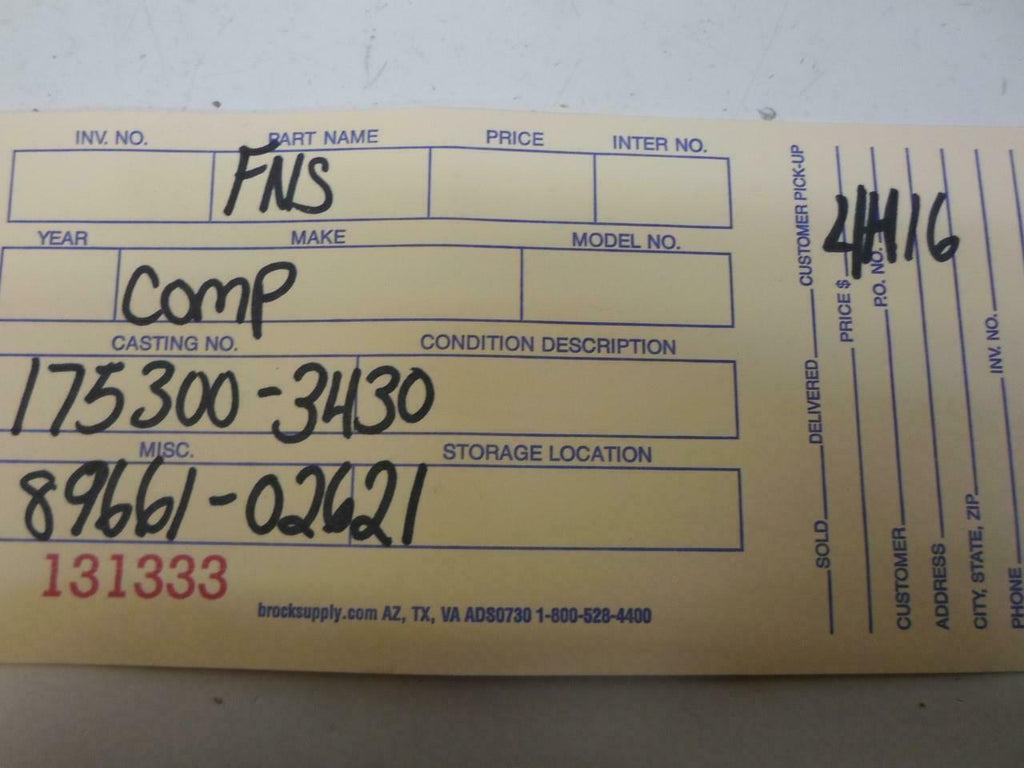 INV. NO. PART NAME PRICE INTER NO.
FNS
YEAR MAKE MODEL NO.
Comp
CASTING NO. CONDITION DESCRIPTION
175300-3430
MISC. STORAGE LOCATION
89661-02621
131333
brocksupply.com AZ, TX, VA ADS0730 1-800-528-4400
SOLD DELIVERED CUSTOMER PICK-UP
PRICE $
CUSTOMER P.O. NO.
ADDRESS
CITY, STATE, ZIP INV. NO.
PHONE